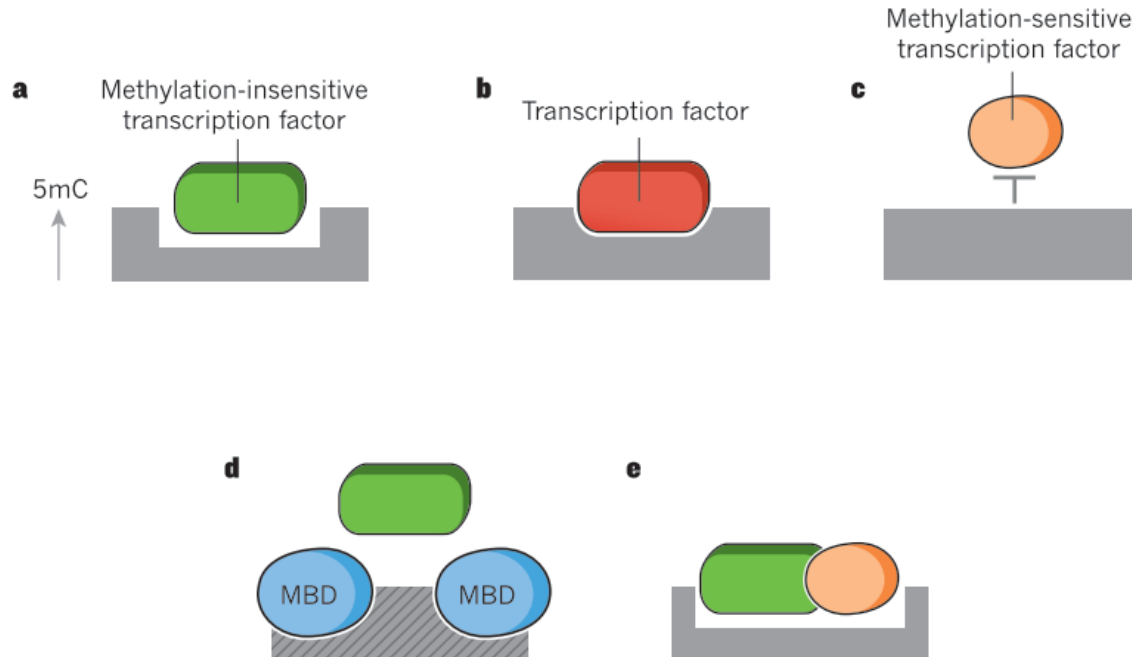 a
Methylation-insensitive
transcription factor
5mC
b
Transcription factor
c
Methylation-sensitive
transcription factor
d
MBD
MBD
e